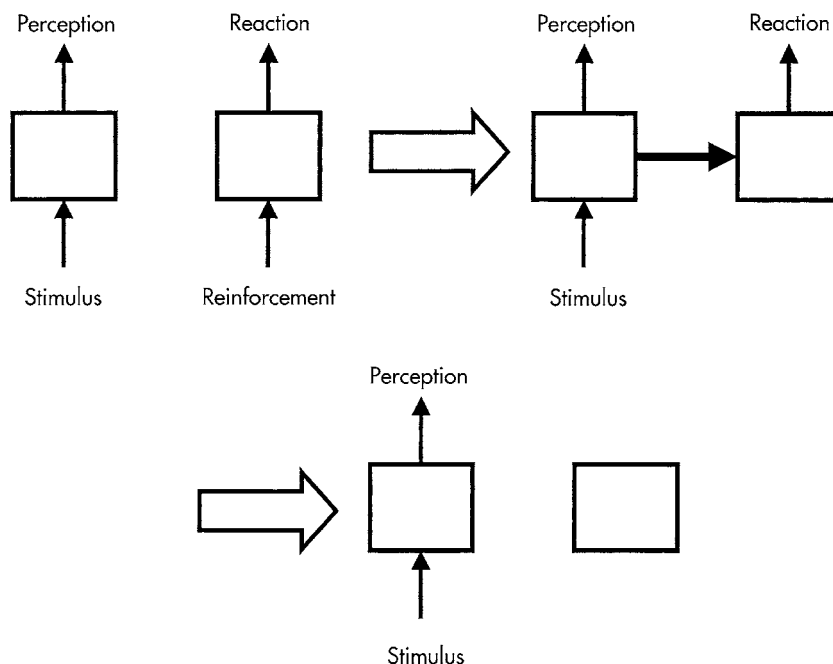 Perception Reaction Perception Reaction
Stimulus Reinforcement Stimulus
Perception
Stimulus